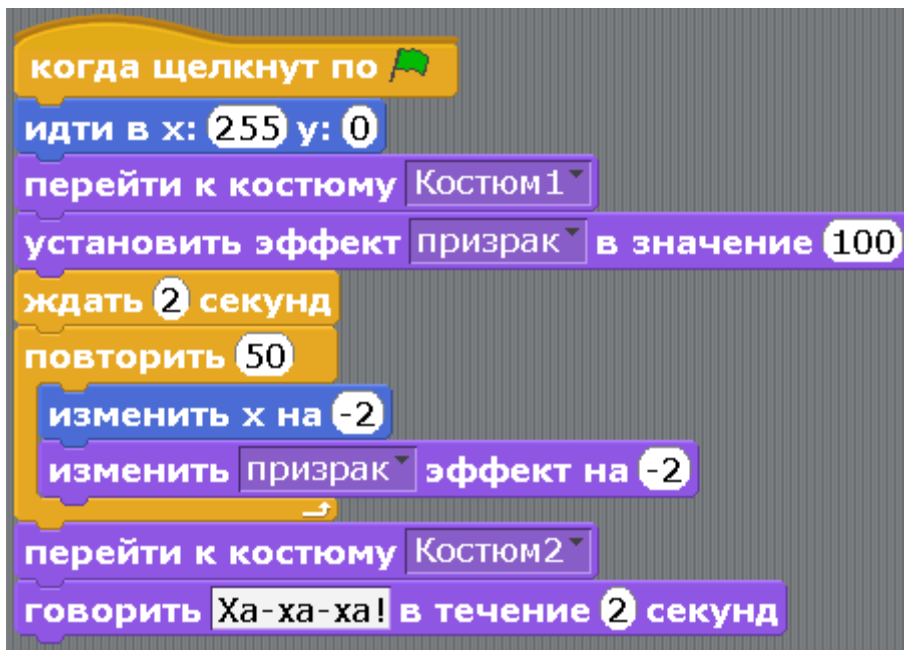 когда щелкнут по
идти в x: 255 y: 0
перейти к костюму Костюм1
установить эффект призрак в значение 100
ждать 2 секунд
повторить 50
изменить х на -2
изменить призрак эффект на -2
перейти к костюму Костюм2
говорить Ха-ха-ха! в течение 2 секунд